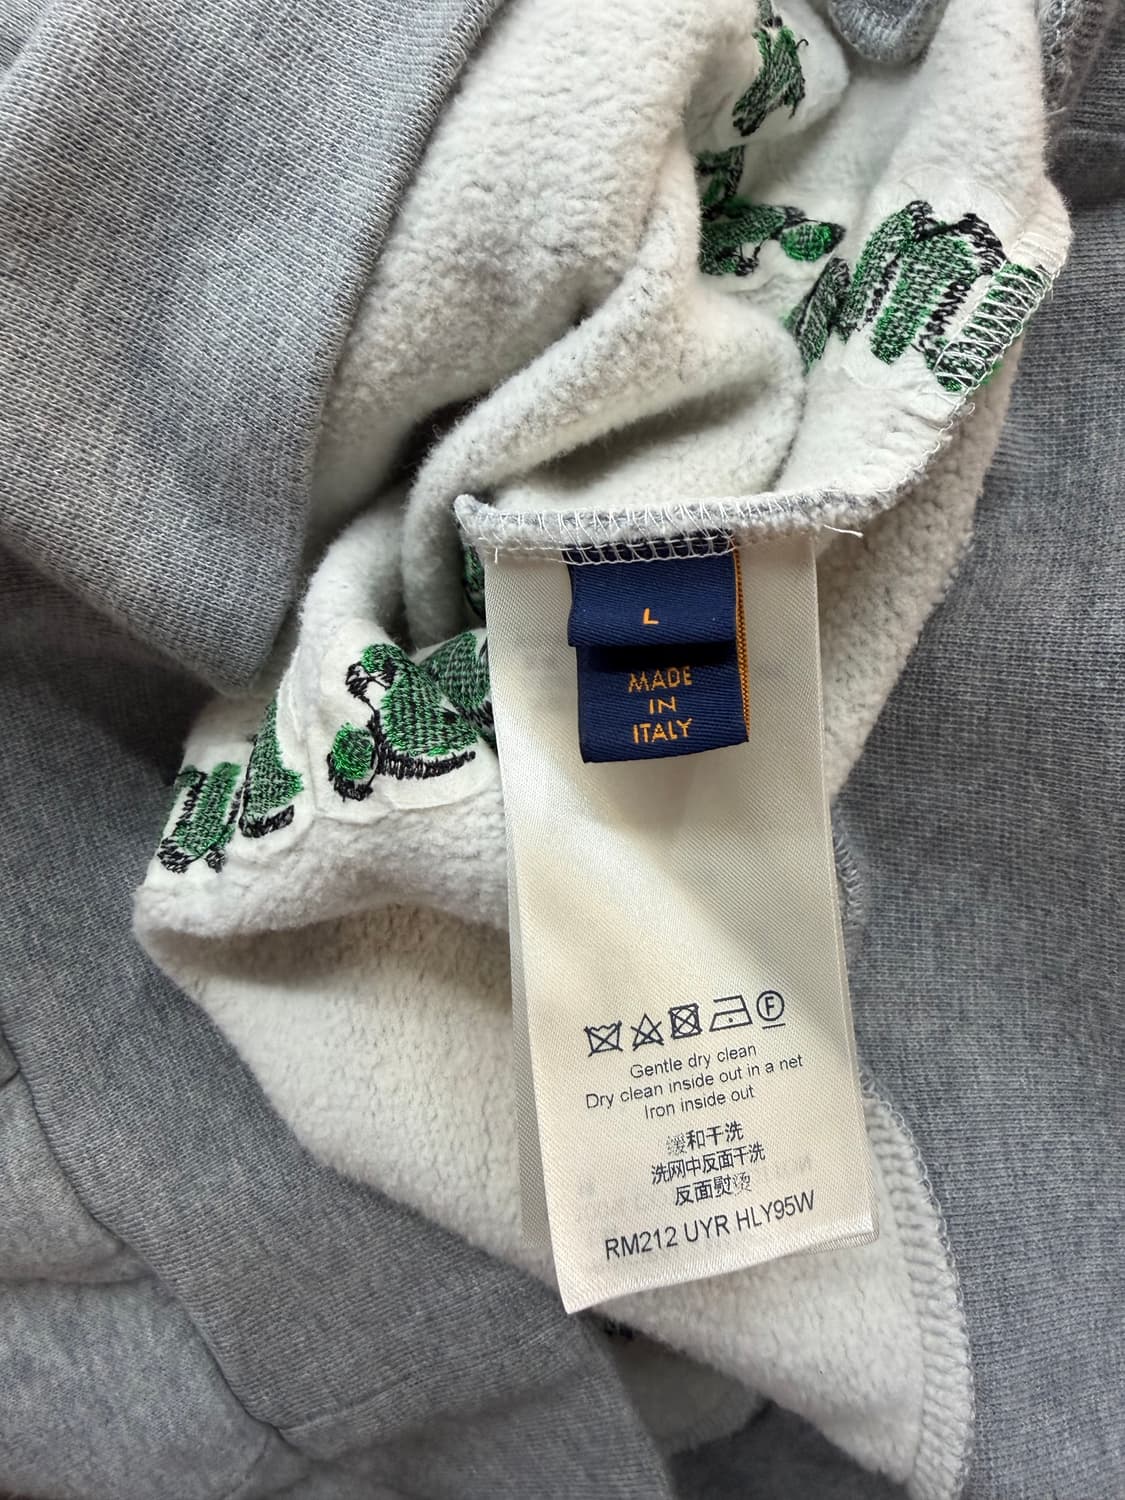 L
MADE
IN
ITALY
F
Gentle dry clean
Dry clean inside out in a net
Iron inside out
缓和干洗
洗网中反面干洗
反面熨烫
RM212 UYR HLY95W